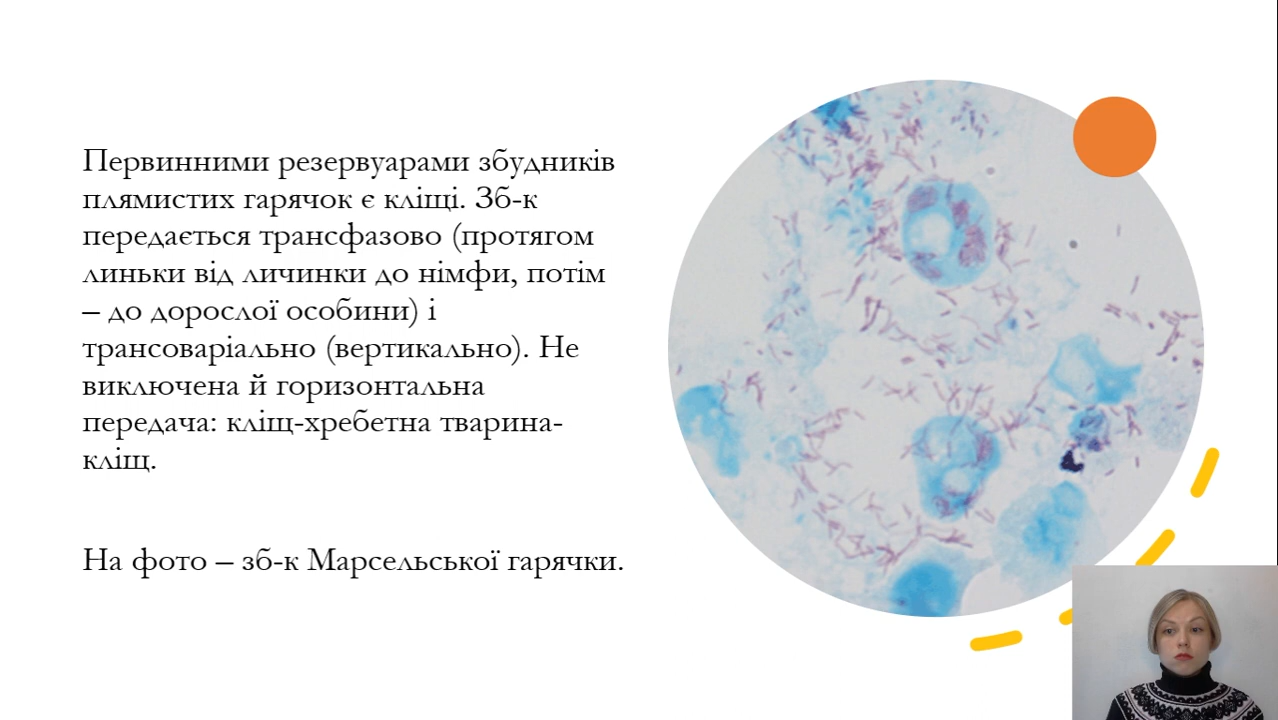 Первинними резервуарами збудників
плямистих гарячок є кліщі. Зб-к
передається трансфазово (протягом
линьки від личинки до німфи, потім
– до дорослої особини) і
трансоваріально (вертикально). Не
виключена й горизонтальна
передача: кліщ-хребетна тварина-
кліщ.
На фото – зб-к Марсельської гарячки.